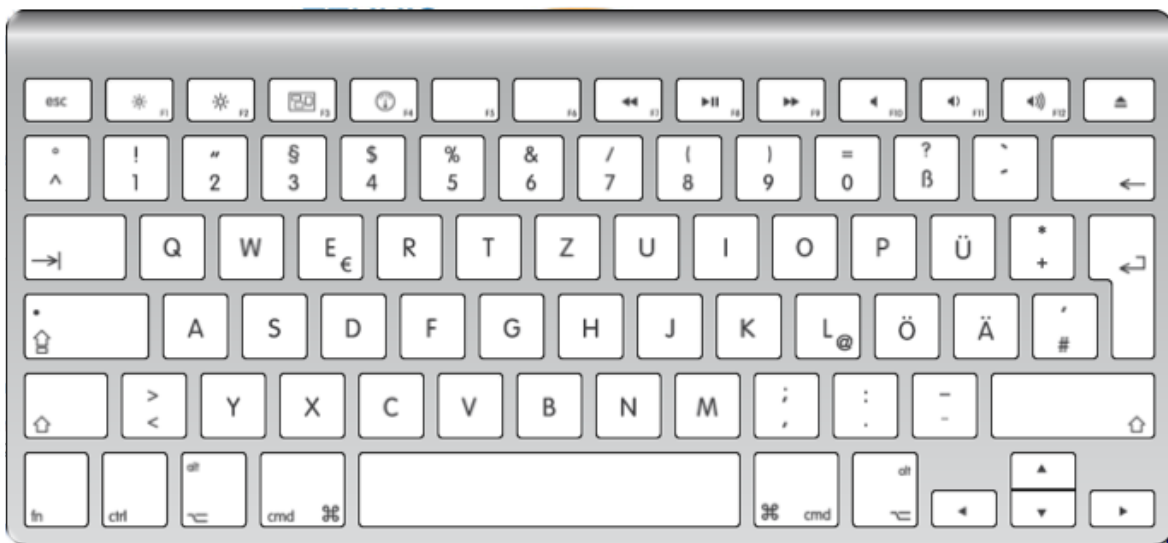 esc F1 F2 F3 F4 F5 F6 F7 F8 F9 F10 F11 F12
° ! " § $ % & / ( ) = ? `
^ 1 2 3 4 5 6 7 8 9 0 ß ´
Q W E € R T Z U I O P Ü * +
A S D F G H J K L @ Ö Ä ' #
> < Y X C V B N M ; , : . _ -
fn ctrl alt cmd ⌘ ⌘ cmd alt